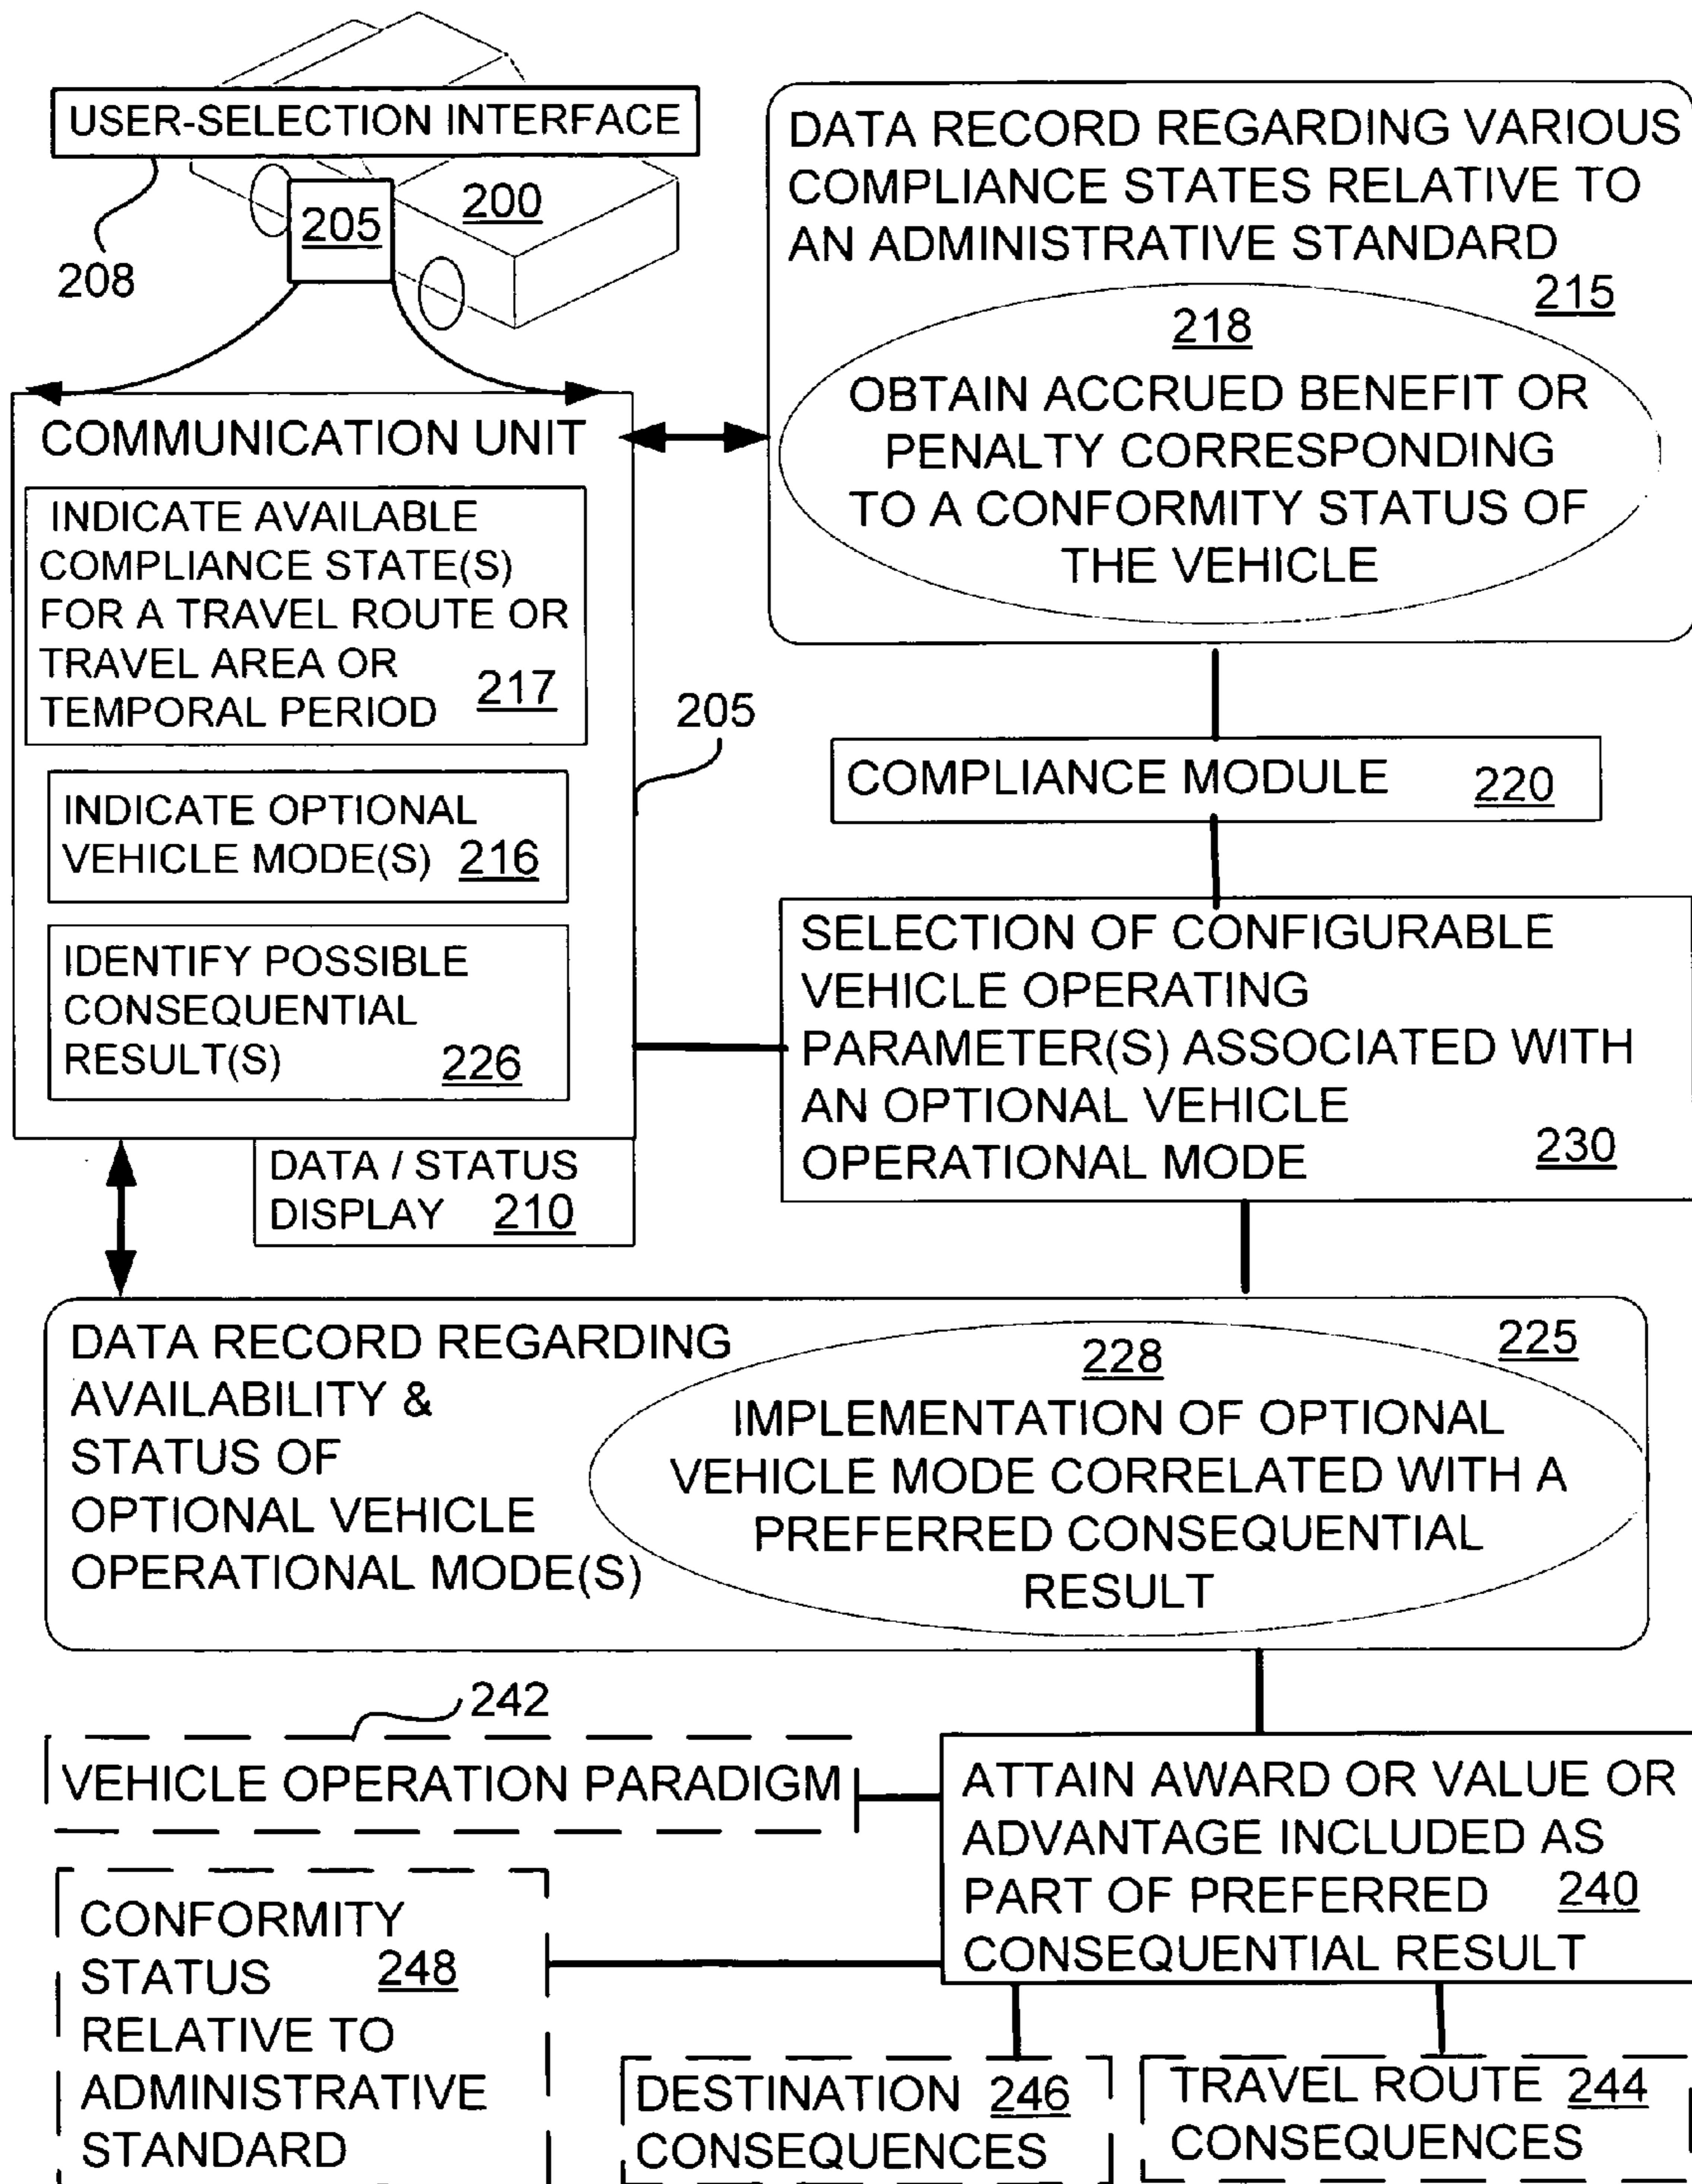 USER-SELECTION INTERFACE
208
205
200
COMMUNICATION UNIT
INDICATE AVAILABLE
COMPLIANCE STATE(S)
FOR A TRAVEL ROUTE OR
TRAVEL AREA OR
TEMPORAL PERIOD 217
INDICATE OPTIONAL
VEHICLE MODE(S) 216
IDENTIFY POSSIBLE
CONSEQUENTIAL
RESULT(S) 226
205
DATA / STATUS
DISPLAY 210
DATA RECORD REGARDING VARIOUS
COMPLIANCE STATES RELATIVE TO
AN ADMINISTRATIVE STANDARD
215
218
OBTAIN ACCRUED BENEFIT OR
PENALTY CORRESPONDING
TO A CONFORMITY STATUS OF
THE VEHICLE
COMPLIANCE MODULE 220
SELECTION OF CONFIGURABLE
VEHICLE OPERATING
PARAMETER(S) ASSOCIATED WITH
AN OPTIONAL VEHICLE
OPERATIONAL MODE 230
DATA RECORD REGARDING
AVAILABILITY &
STATUS OF
OPTIONAL VEHICLE
OPERATIONAL MODE(S)
225
228
IMPLEMENTATION OF OPTIONAL
VEHICLE MODE CORRELATED WITH A
PREFERRED CONSEQUENTIAL
RESULT
242
VEHICLE OPERATION PARADIGM
ATTAIN AWARD OR VALUE OR
ADVANTAGE INCLUDED AS
PART OF PREFERRED 240
CONSEQUENTIAL RESULT
CONFORMITY
STATUS 248
RELATIVE TO
ADMINISTRATIVE
STANDARD
DESTINATION 246
CONSEQUENCES
TRAVEL ROUTE 244
CONSEQUENCES